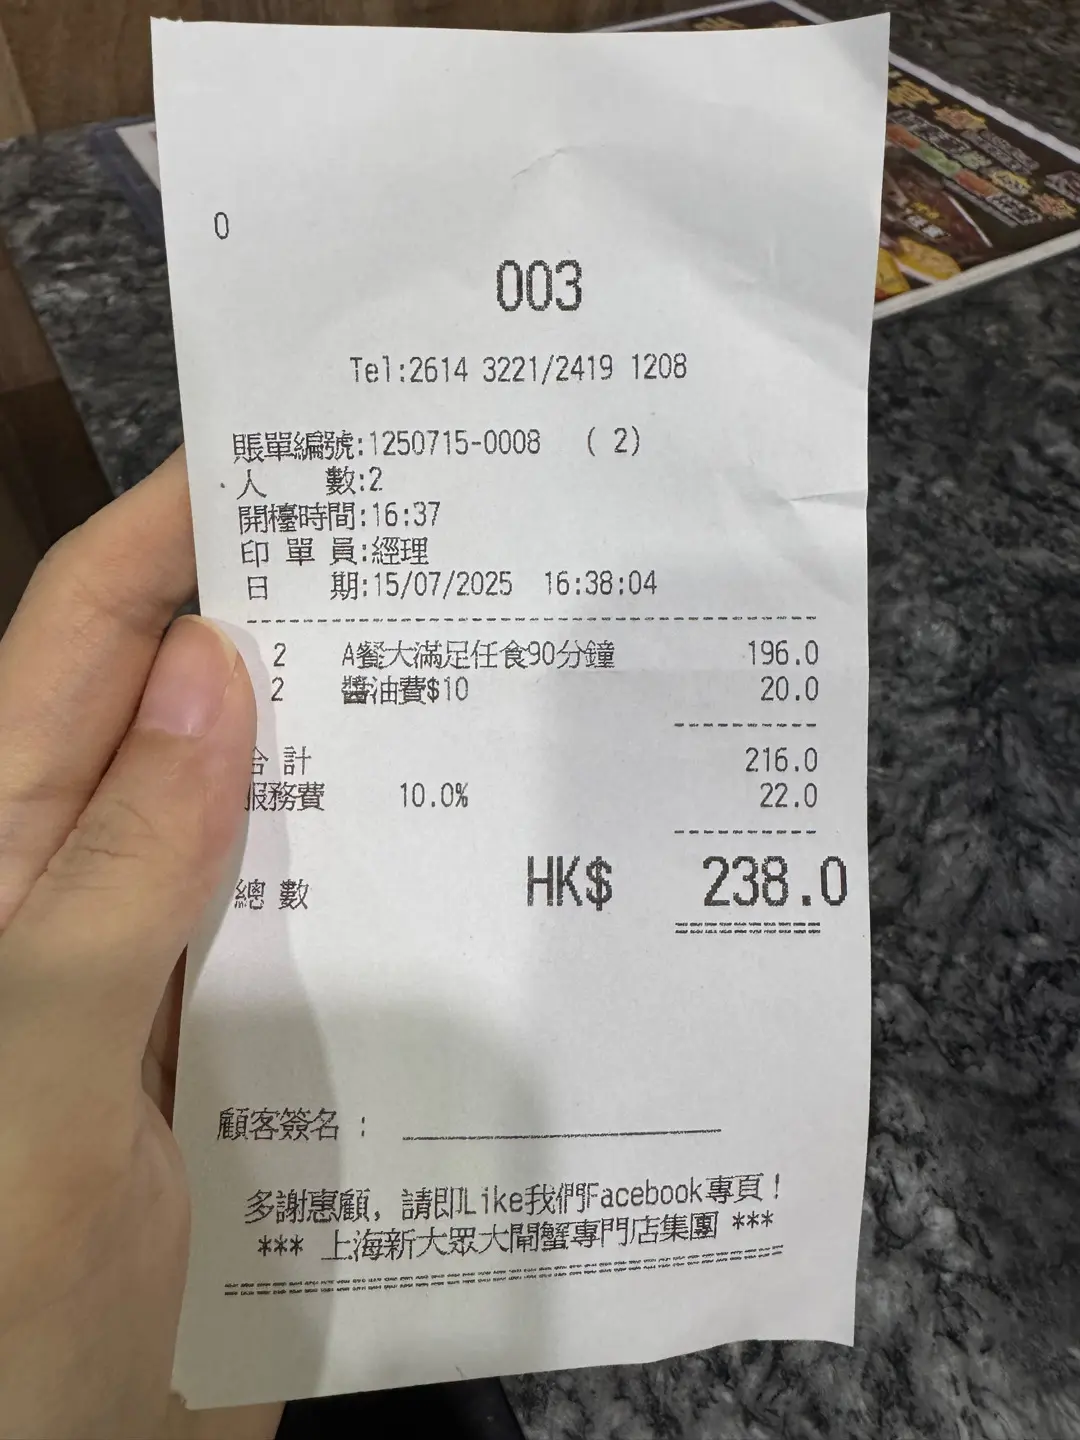 0
003
Tel:2614 3221/2419 1208
賬單編號:1250715-0008 ( 2)
人 數:2
開檯時間:16:37
印 單 員:經理
日 期:15/07/2025 16:38:04
2 A餐大滿足任食90分鐘 196.0
2 醬油費$10 20.0
合 計 216.0
服務費 10.0% 22.0
總 數 HK$ 238.0
顧客簽名 :
多謝惠顧, 請即Like我們Facebook專頁!
*** 上海新大眾大閘蟹專門店集團 ***